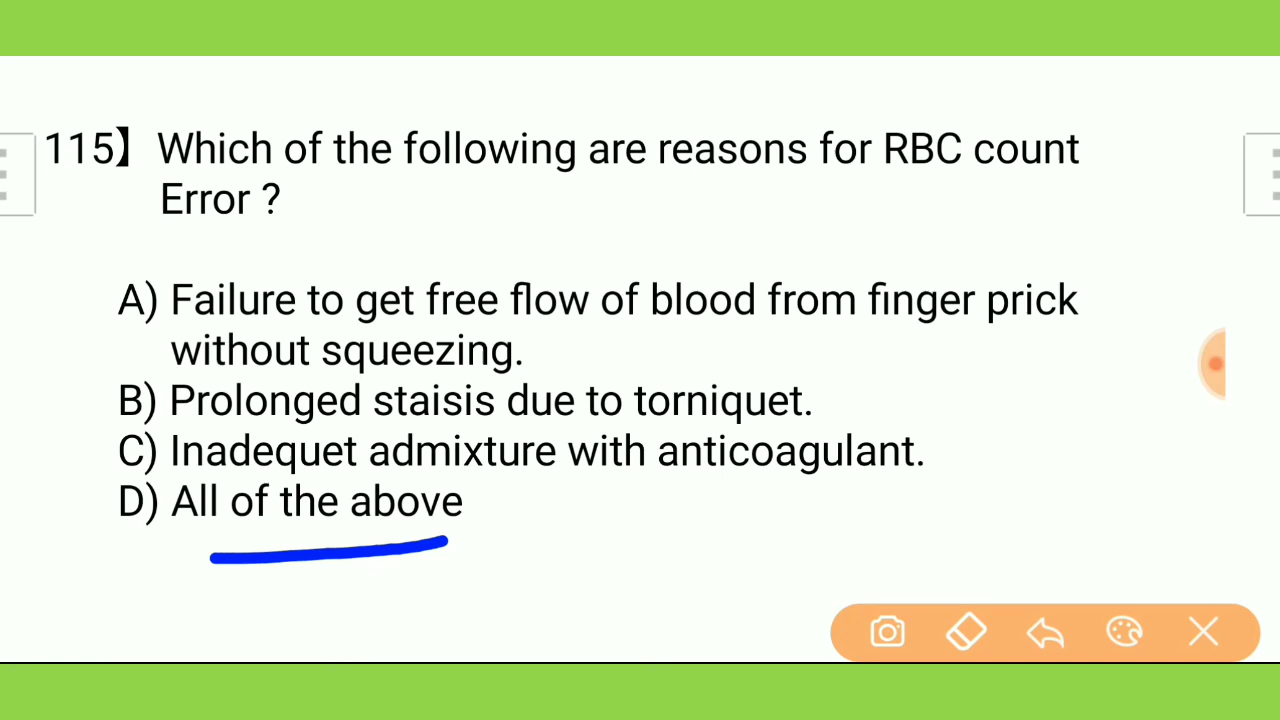 115】Which of the following are reasons for RBC count
Error ?
A) Failure to get free flow of blood from finger prick
without squeezing.
B) Prolonged staisis due to torniquet.
C) Inadequet admixture with anticoagulant.
D) All of the above